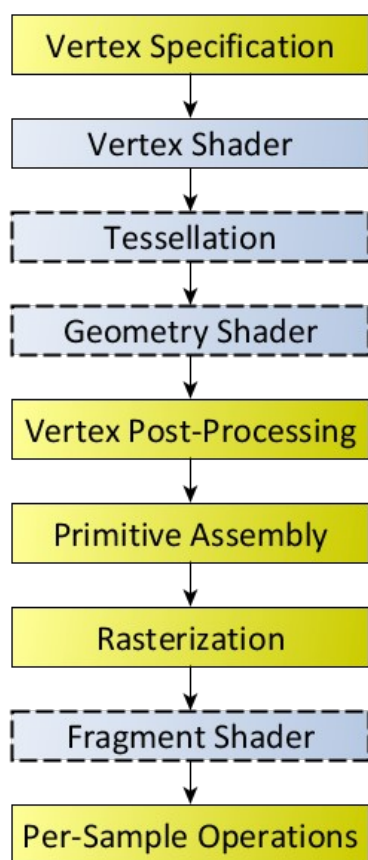 Vertex Specification
Vertex Shader
Tessellation
Geometry Shader
Vertex Post-Processing
Primitive Assembly
Rasterization
Fragment Shader
Per-Sample Operations